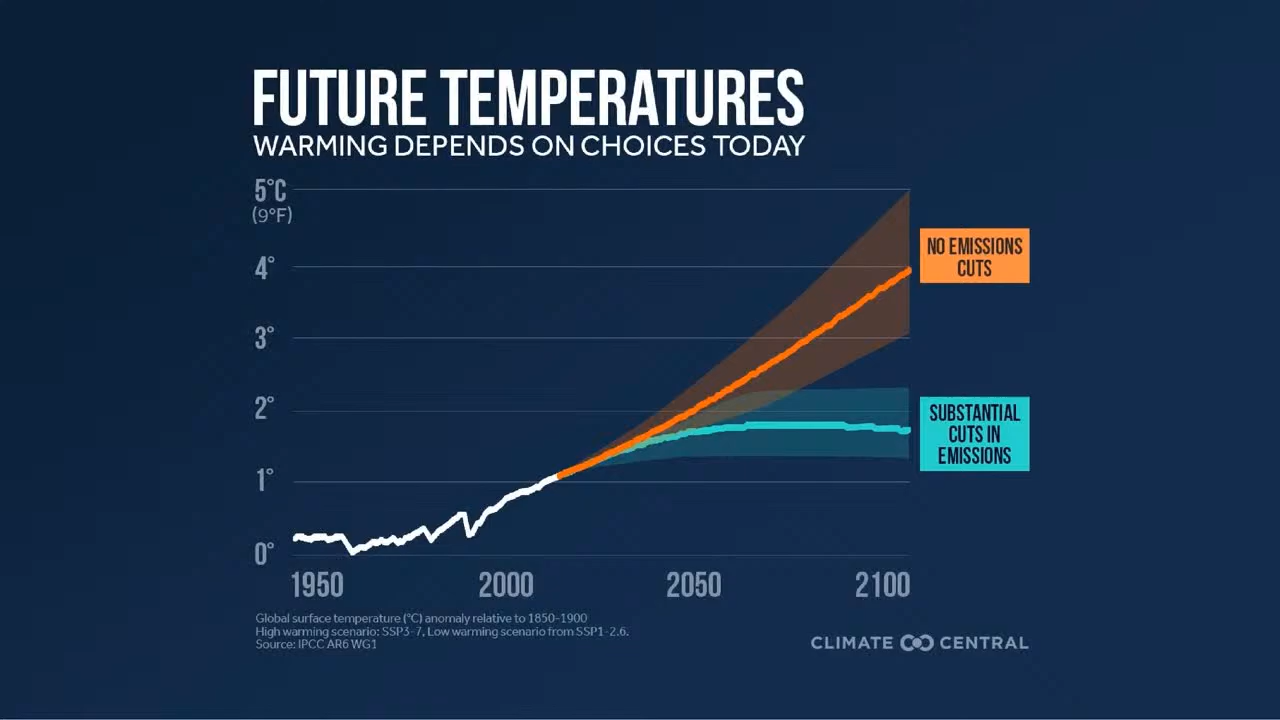 FUTURE TEMPERATURES
WARMING DEPENDS ON CHOICES TODAY
5°C
(9°F)
4°
3°
2°
1°
0°
NO EMISSIONS
CUTS
SUBSTANTIAL
CUTS IN
EMISSIONS
1950 2000 2050 2100
Global surface temperature (°C) anomaly relative to 1850-1900
High warming scenario: SSP3-7, Low warming scenario from SSP1-2.6.
Source: IPCC AR6 WG1
CLIMATE CENTRAL